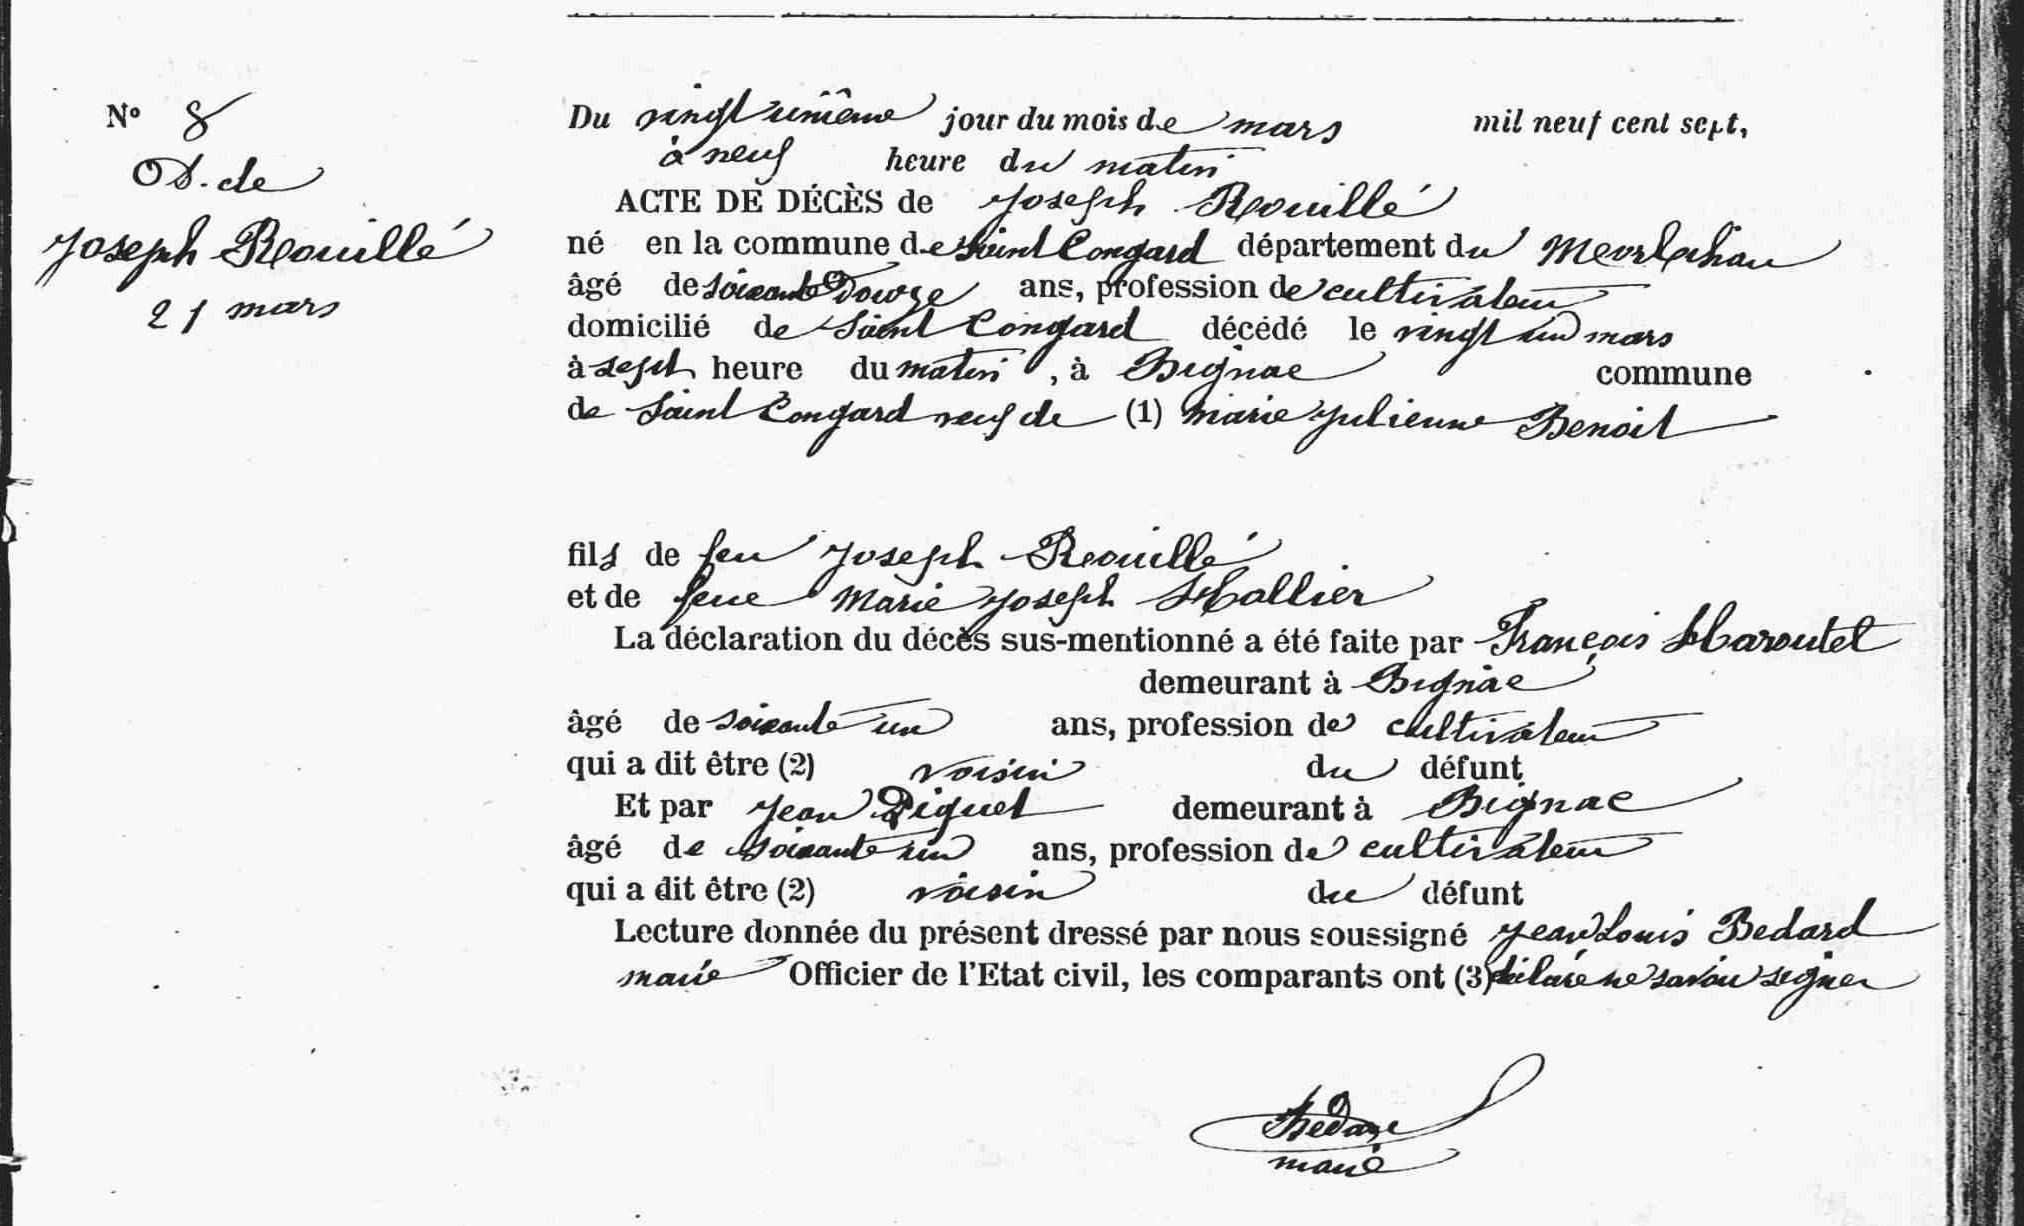 N° 8
D. de
Joseph Rouillé
21 mars
Du vingt unième jour du mois de mars mil neuf cent sept,
à neuf heure du matin
ACTE DE DÉCÈS de Joseph Rouillé
né en la commune de Saint Congard département du Morbihan
âgé de soixante Douze ans, profession de cultivateur
domicilié de Saint Congard décédé le vingt un mars
à sept heure du matin, à Bignac commune
de Saint Congard veuf de (1) Marie Julienne Benoit
fils de feu Joseph Rouillé
et de feue Marie Joseph Hallier
La déclaration du décès sus-mentionné a été faite par François Haroutel
demeurant à Bignac
âgé de soixante un ans, profession de cultivateur
qui a dit être (2) voisin du défunt
Et par Jean Piguel demeurant à Bignac
âgé de soixante un ans, profession de cultivateur
qui a dit être (2) voisin du défunt
Lecture donnée du présent dressé par nous soussigné Jean Louis Bedard
maire Officier de l'Etat civil, les comparants ont (3) déclaré ne savoir signer
maire